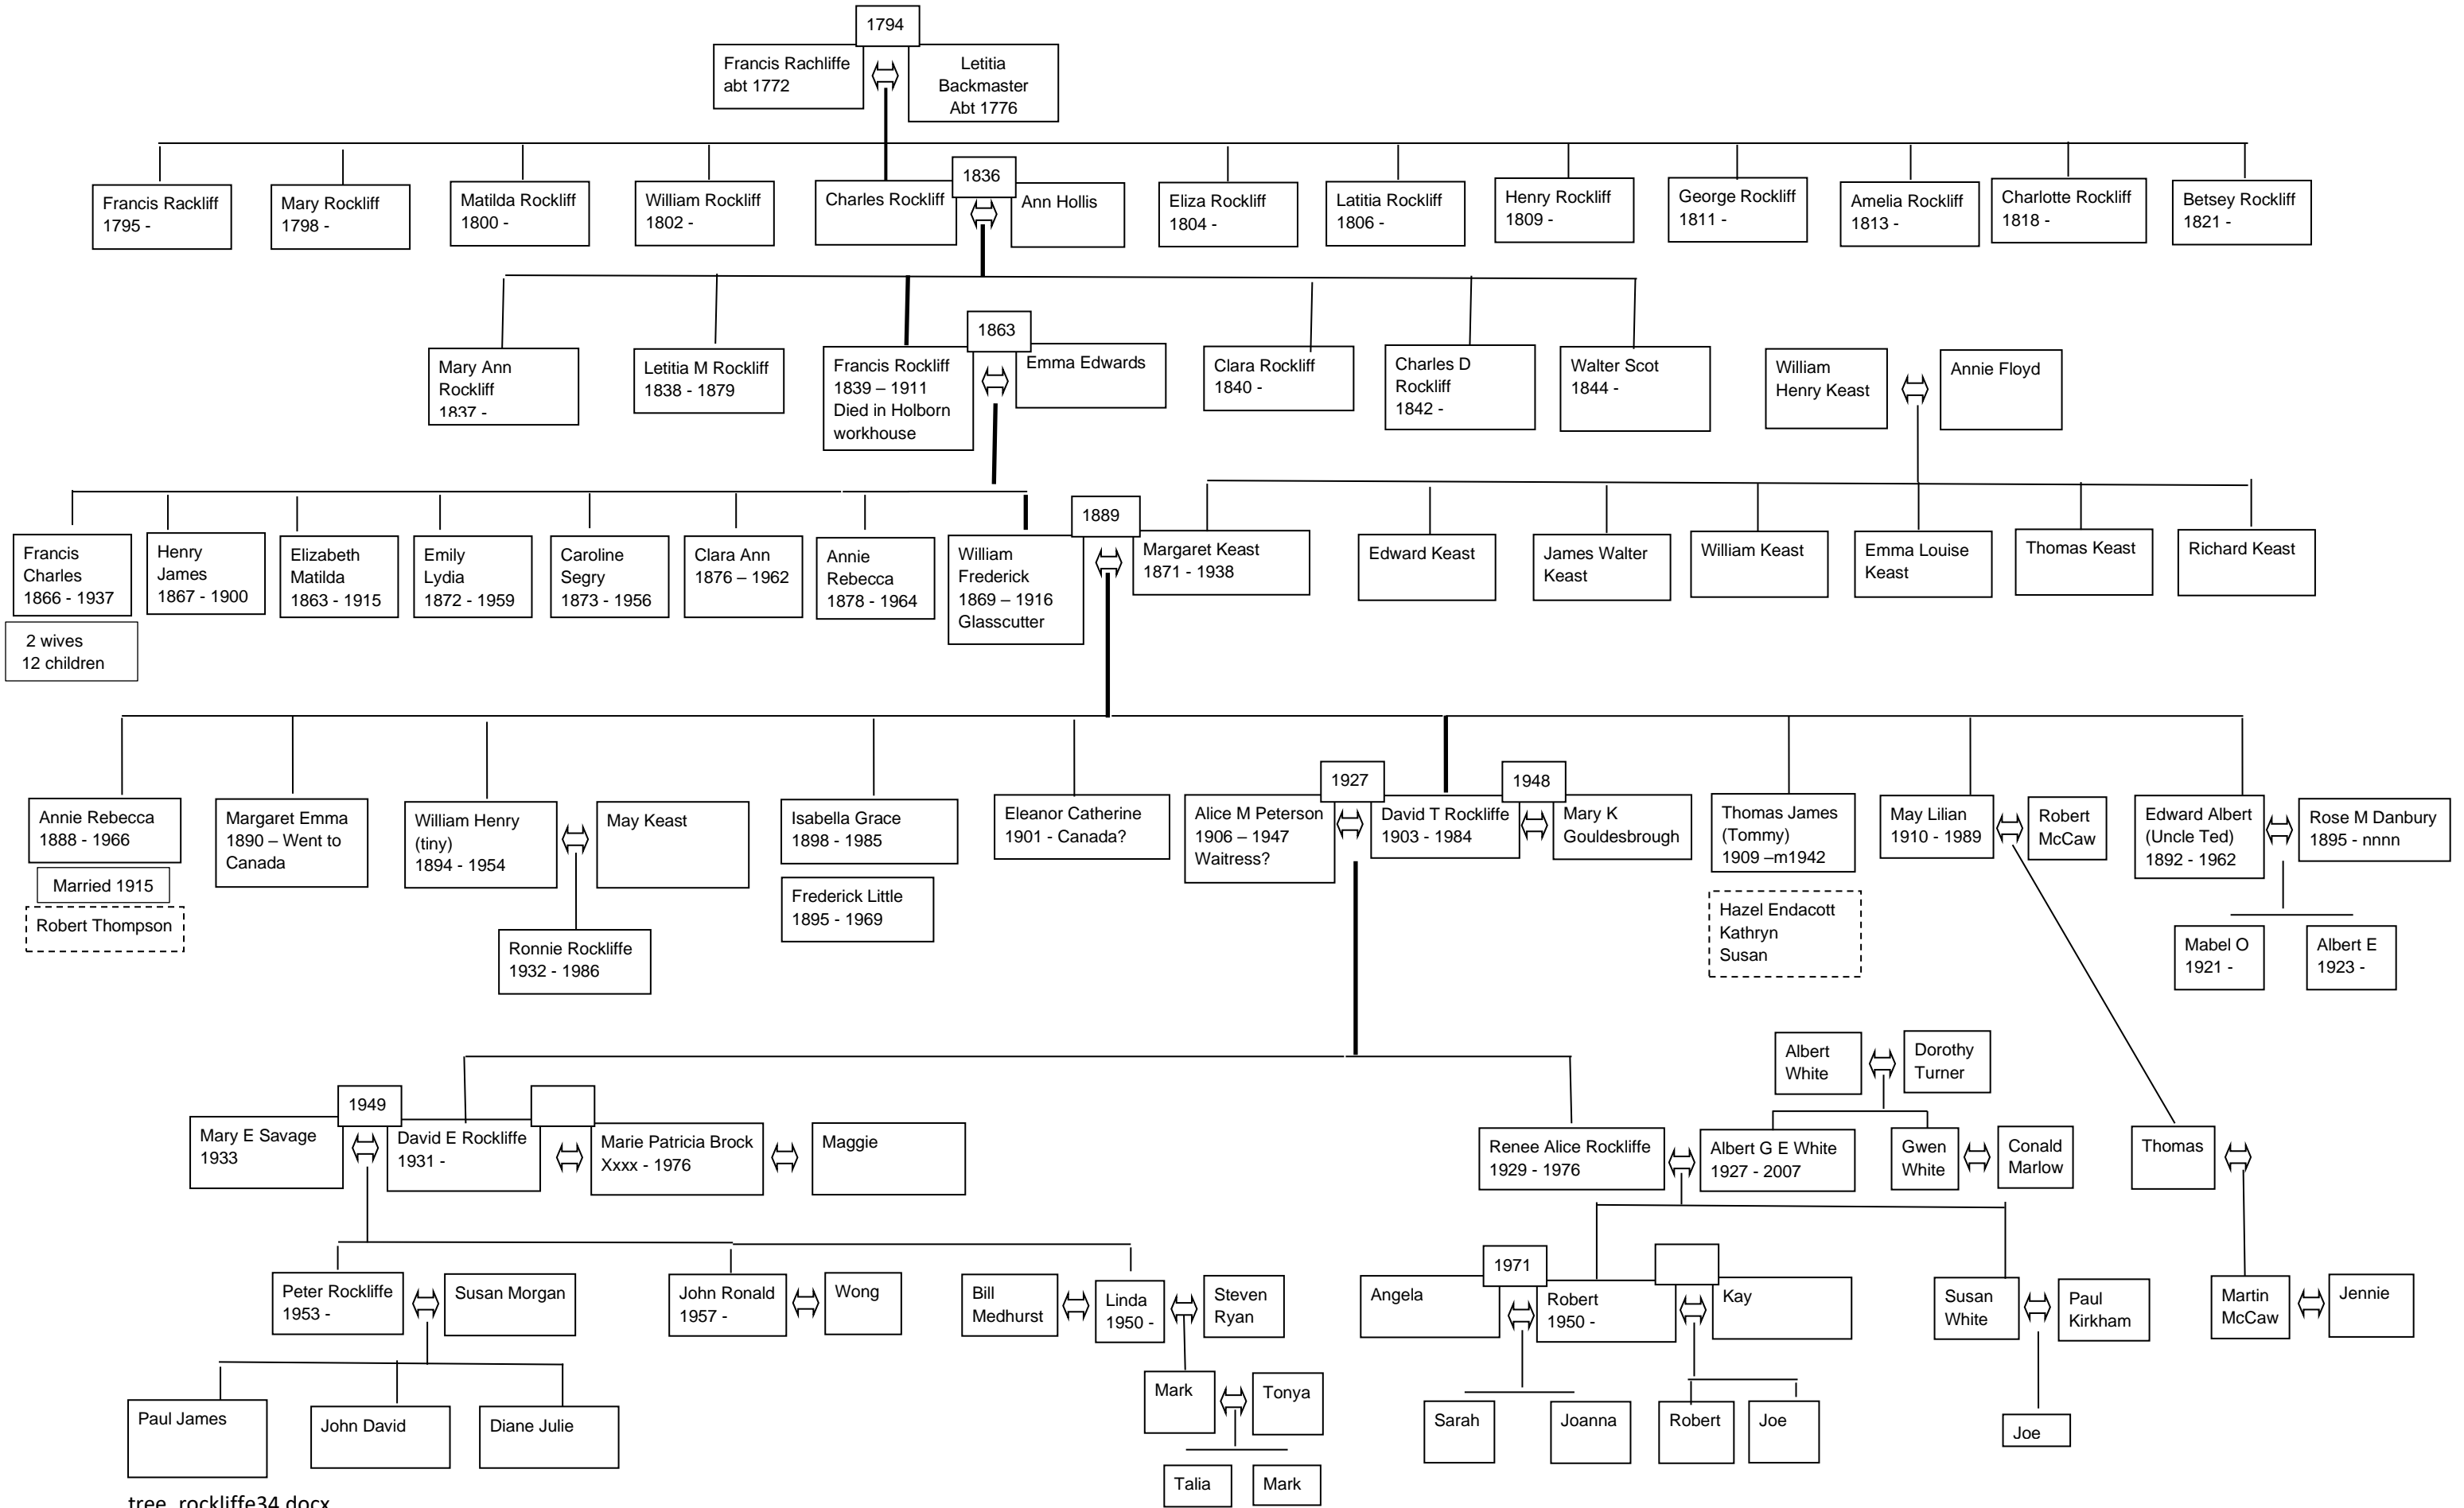 1794
Francis Rachliffe
abt 1772
Letitia
Backmaster
Abt 1776
Francis Rackliff
1795 -
Mary Rockliff
1798 -
Matilda Rockliff
1800 -
William Rockliff
1802 -
Charles Rockliff
1836
Ann Hollis
Eliza Rockliff
1804 -
Latitia Rockliff
1806 -
Henry Rockliff
1809 -
George Rockliff
1811 -
Amelia Rockliff
1813 -
Charlotte Rockliff
1818 -
Betsey Rockliff
1821 -
Mary Ann
Rockliff
1837 -
Letitia M Rockliff
1838 - 1879
Francis Rockliff
1839 – 1911
Died in Holborn
workhouse
1863
Emma Edwards
Clara Rockliff
1840 -
Charles D
Rockliff
1842 -
Walter Scot
1844 -
William
Henry Keast
Annie Floyd
Francis
Charles
1866 - 1937
2 wives
12 children
Henry
James
1867 - 1900
Elizabeth
Matilda
1863 - 1915
Emily
Lydia
1872 - 1959
Caroline
Segry
1873 - 1956
Clara Ann
1876 – 1962
Annie
Rebecca
1878 - 1964
William
Frederick
1869 – 1916
Glasscutter
1889
Margaret Keast
1871 - 1938
Edward Keast
James Walter
Keast
William Keast
Emma Louise
Keast
Thomas Keast
Richard Keast
Annie Rebecca
1888 - 1966
Married 1915
Robert Thompson
Margaret Emma
1890 – Went to
Canada
William Henry
(tiny)
1894 - 1954
May Keast
Ronnie Rockliffe
1932 - 1986
Isabella Grace
1898 - 1985
Frederick Little
1895 - 1969
Eleanor Catherine
1901 - Canada?
Alice M Peterson
1906 – 1947
Waitress?
1927
David T Rockliffe
1903 - 1984
1948
Mary K
Gouldesbrough
Thomas James
(Tommy)
1909 –m1942
Hazel Endacott
Kathryn
Susan
May Lilian
1910 - 1989
Robert
McCaw
Edward Albert
(Uncle Ted)
1892 - 1962
Rose M Danbury
1895 - nnnn
Mabel O
1921 -
Albert E
1923 -
Albert
White
Dorothy
Turner
Mary E Savage
1933
1949
David E Rockliffe
1931 -
Marie Patricia Brock
Xxxx - 1976
Maggie
Renee Alice Rockliffe
1929 - 1976
Albert G E White
1927 - 2007
Gwen
White
Conald
Marlow
Thomas
Peter Rockliffe
1953 -
Susan Morgan
John Ronald
1957 -
Wong
Bill
Medhurst
Linda
1950 -
Steven
Ryan
Angela
1971
Robert
1950 -
Kay
Susan
White
Paul
Kirkham
Martin
McCaw
Jennie
Paul James
John David
Diane Julie
Mark
Tonya
Sarah
Joanna
Robert
Joe
Joe
Talia
Mark
tree_rockliffe34.docx